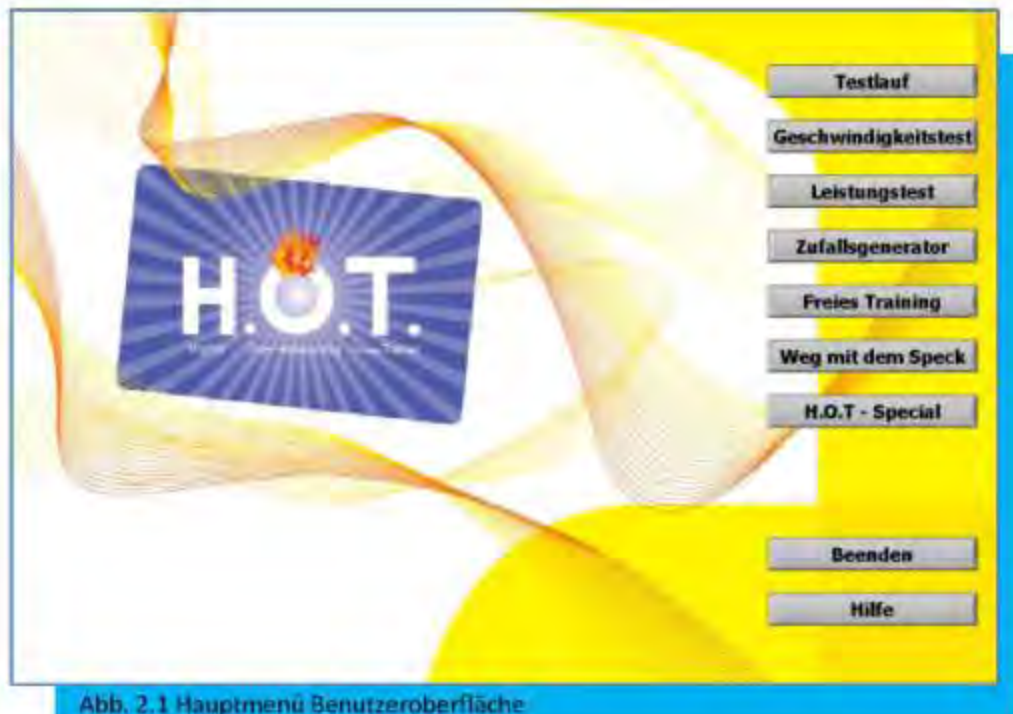 Testlauf
Geschwindigkeitstest
Leistungstest
Zufallsgenerator
Freies Training
Weg mit dem Speck
H.O.T - Special
H.O.T.
Beenden
Hilfe
Abb. 2.1 Hauptmenü Benutzeroberfläche